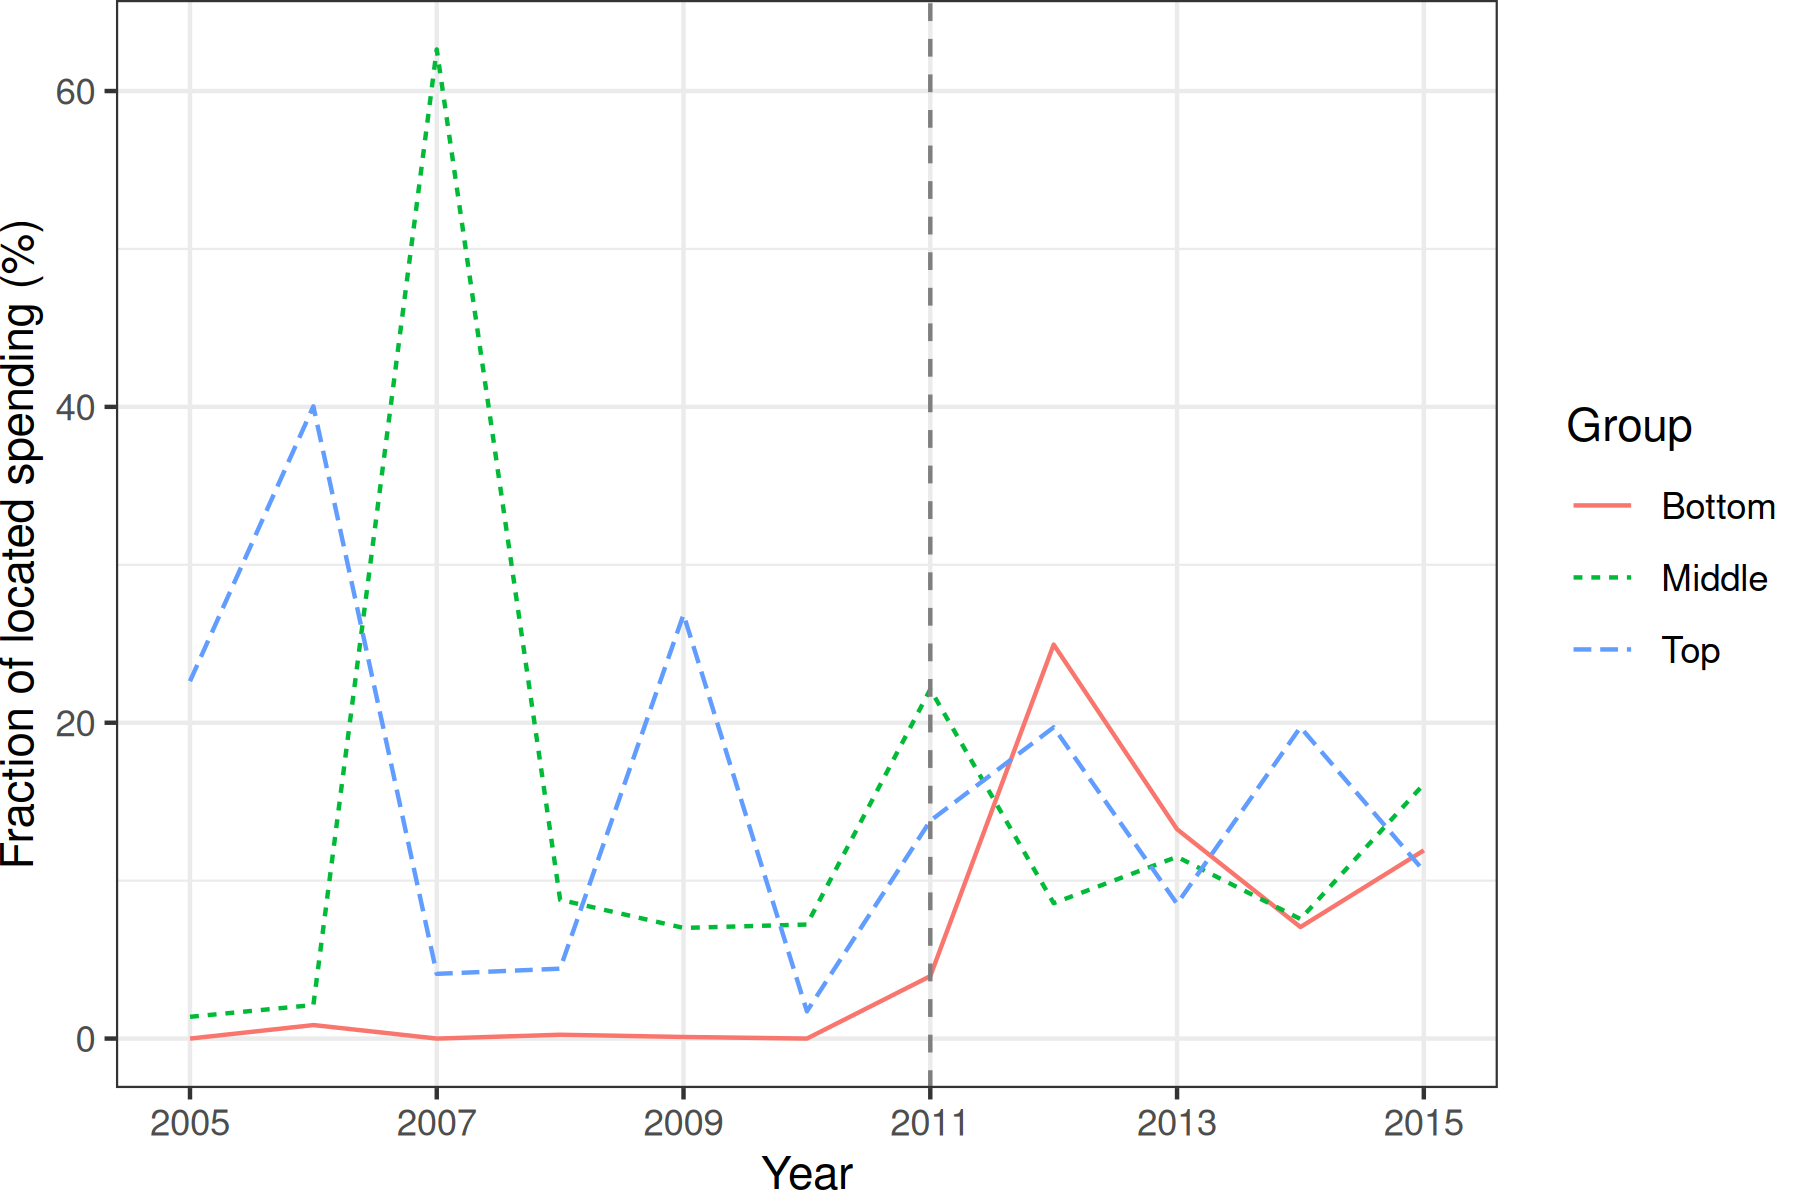 Fraction of located spending (%)
60
40
20
0
2005 2007 2009 2011 2013 2015
Year
Group
Bottom
Middle
Top